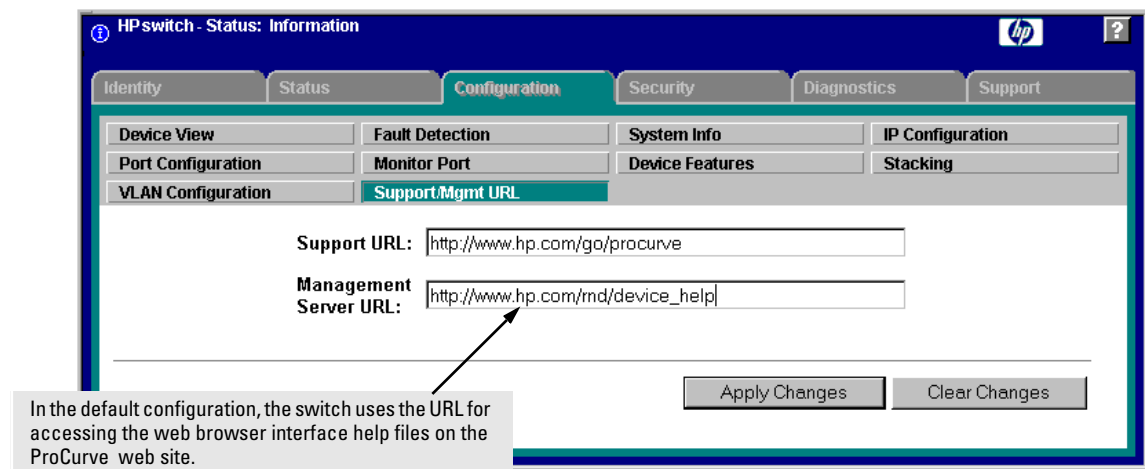 HP switch - Status: Information
hp
?
Identity Status Configuration Security Diagnostics Support
Device View Fault Detection System Info IP Configuration
Port Configuration Monitor Port Device Features Stacking
VLAN Configuration Support/Mgmt URL
Support URL: http://www.hp.com/go/procurve
Management
Server URL: http://www.hp.com/rnd/device_help
Apply Changes Clear Changes
In the default configuration, the switch uses the URL for
accessing the web browser interface help files on the
ProCurve web site.